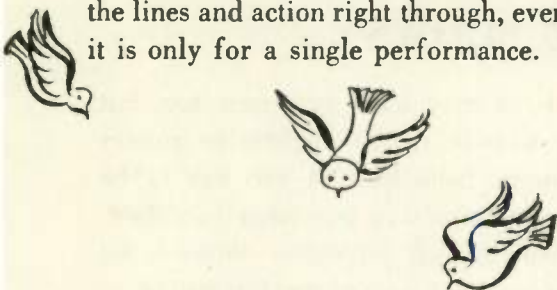 the lines and action right through, even
it is only for a single performance.